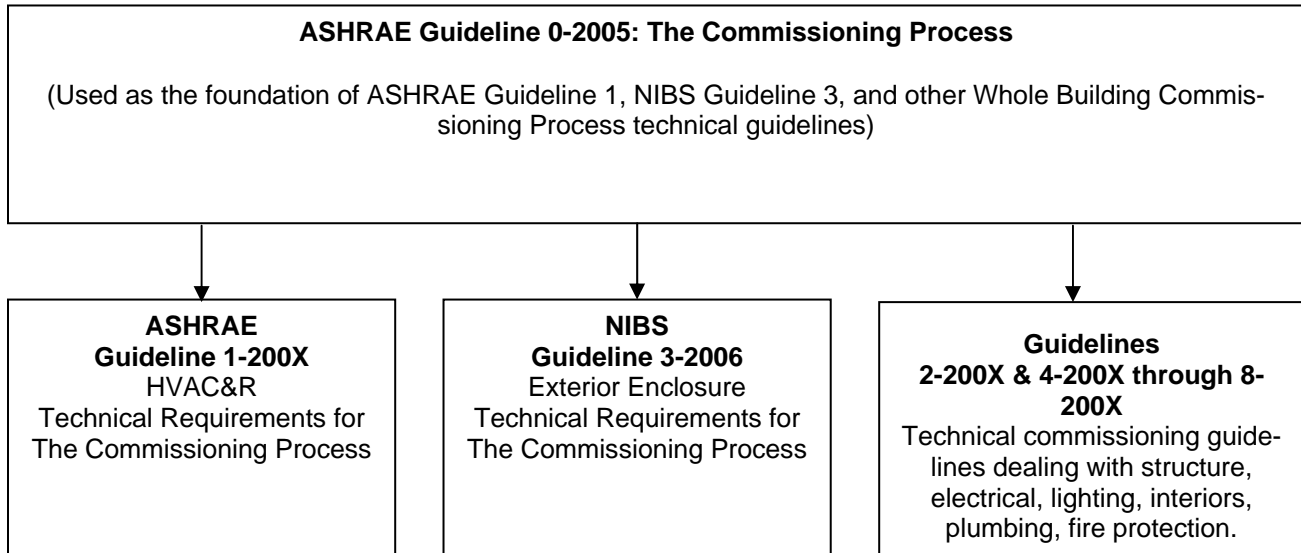 ASHRAE Guideline 0-2005: The Commissioning Process
(Used as the foundation of ASHRAE Guideline 1, NIBS Guideline 3, and other Whole Building Commis-
sioning Process technical guidelines)
ASHRAE
Guideline 1-200X
HVAC&R
Technical Requirements for
The Commissioning Process
NIBS
Guideline 3-2006
Exterior Enclosure
Technical Requirements for
The Commissioning Process
Guidelines
2-200X & 4-200X through 8-
200X
Technical commissioning guide-
lines dealing with structure,
electrical, lighting, interiors,
plumbing, fire protection.